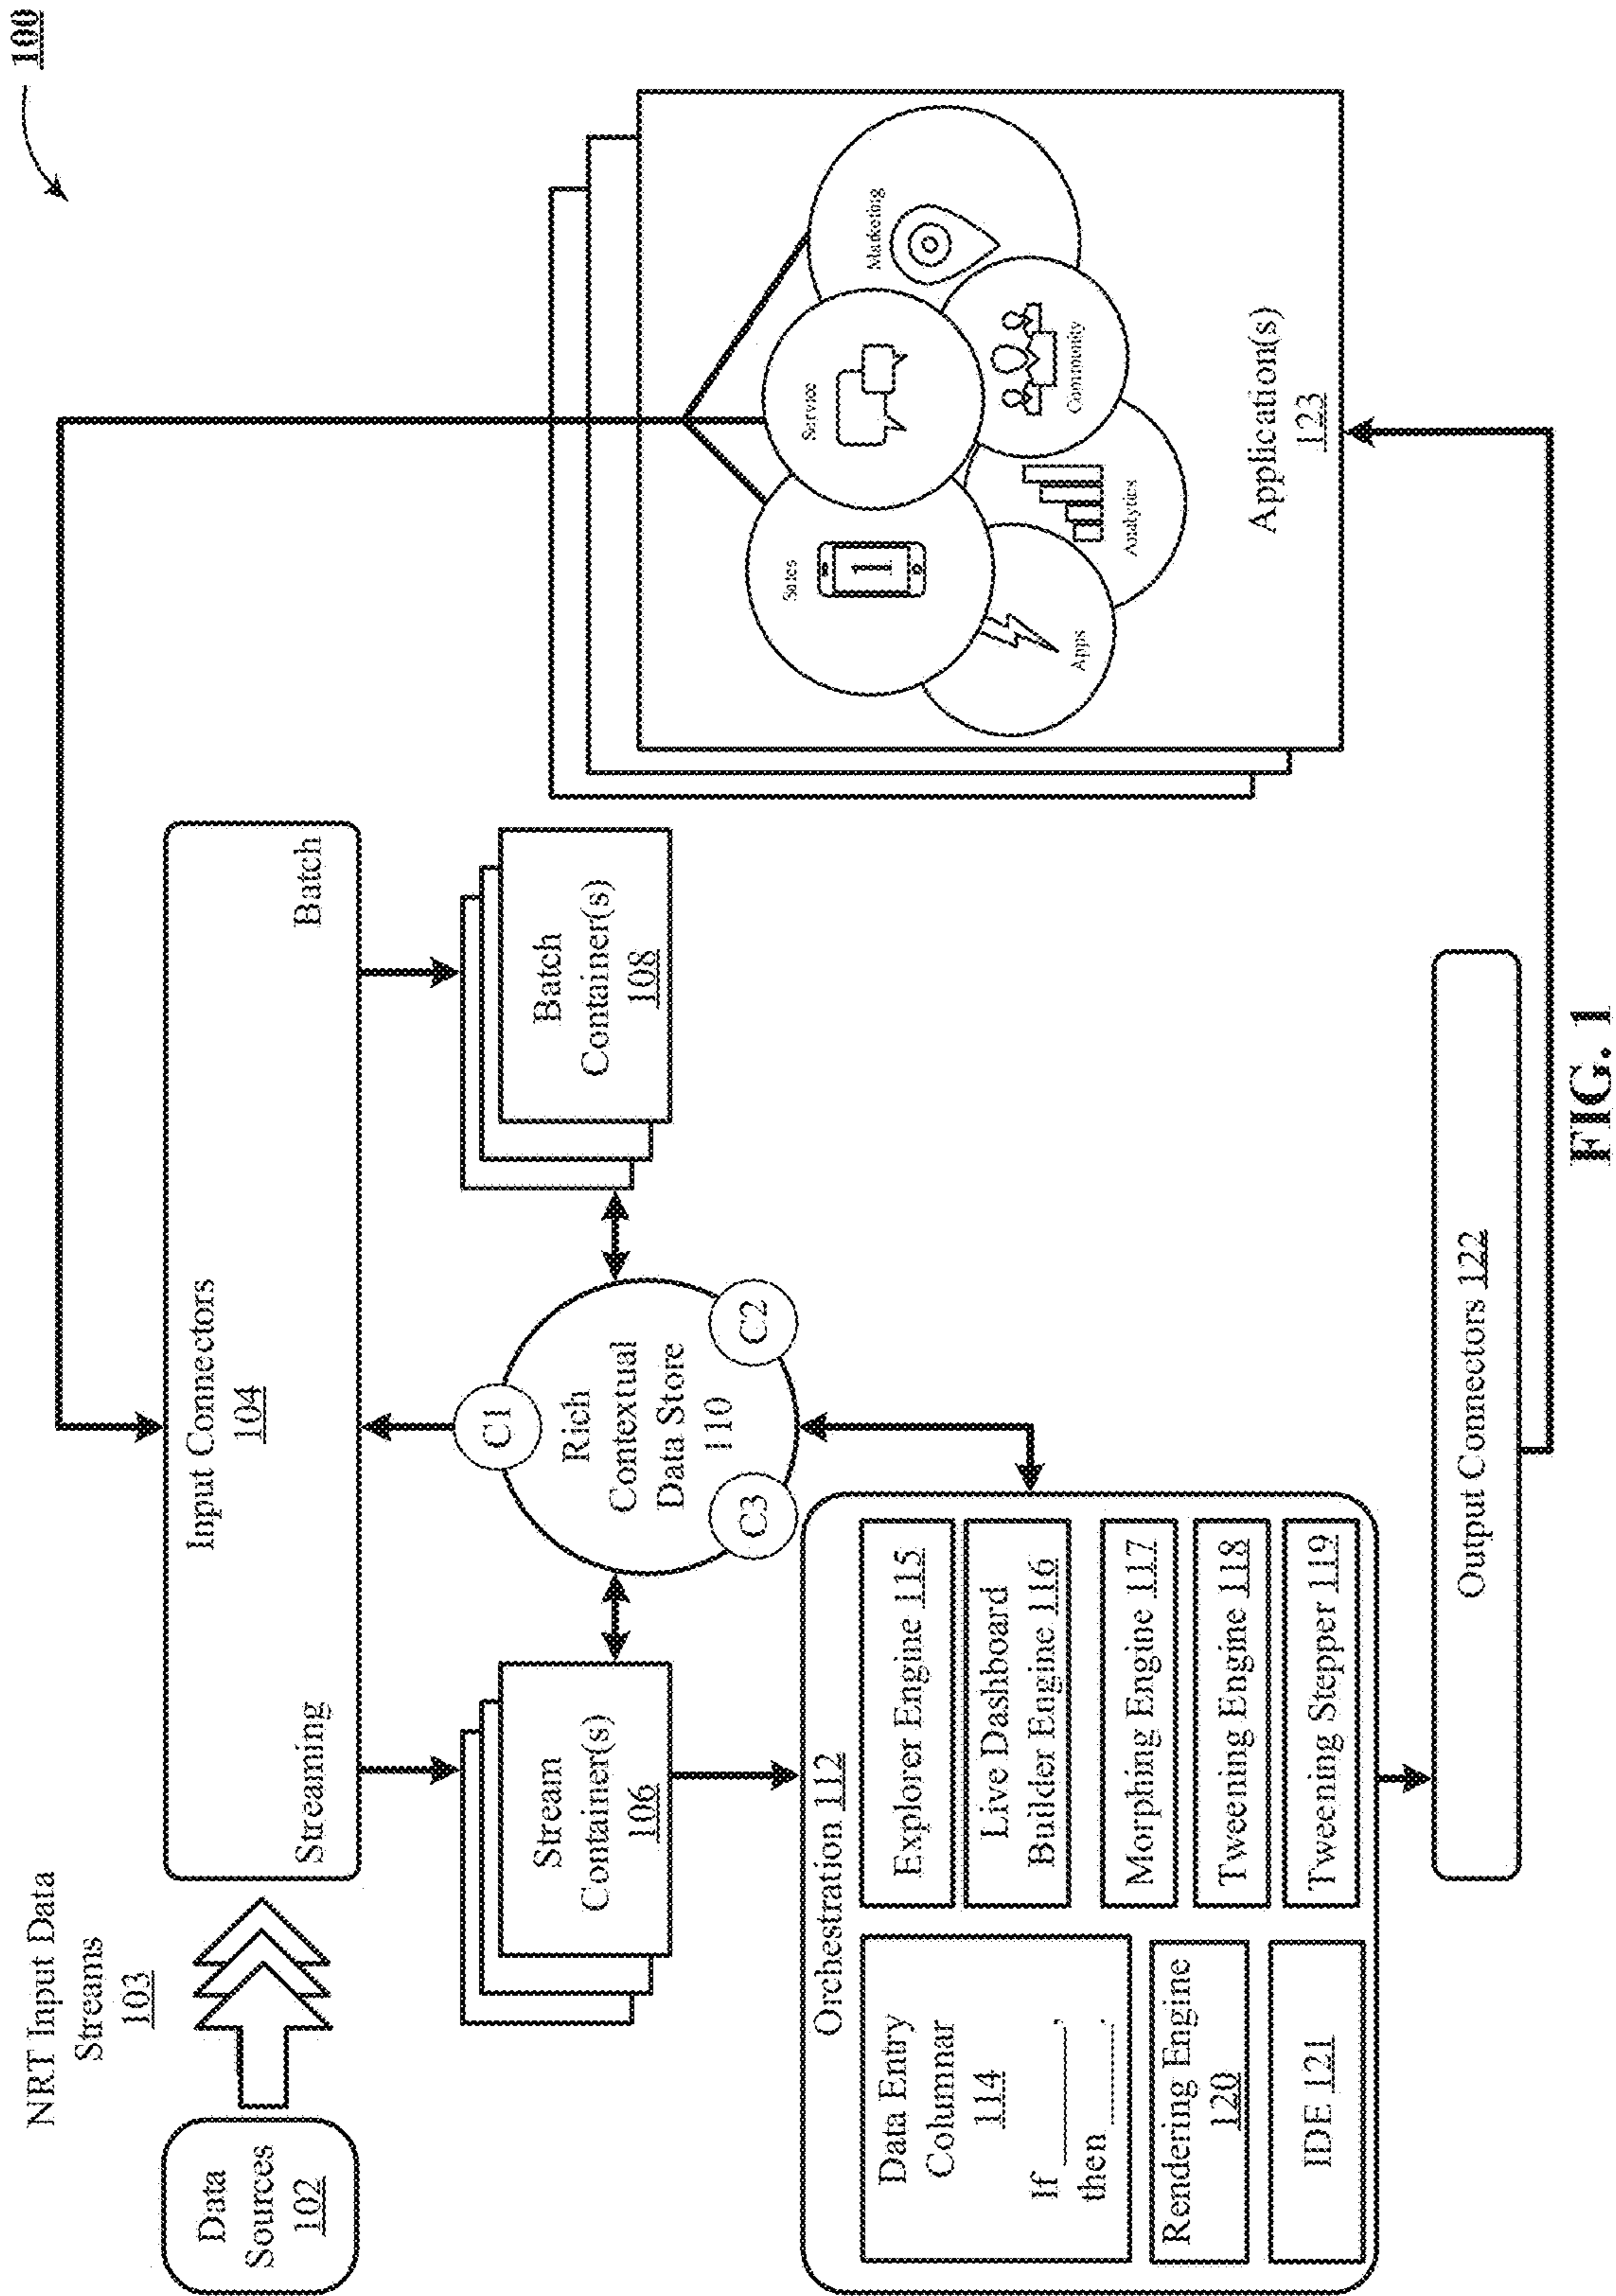 100
NRT Input Data
Streams
103
Data
Sources
102
Input Connectors
104
Streaming
Batch
Stream
Container(s)
106
C1
Rich
Contextual
Data Store
110
C3
C2
Batch
Container(s)
108
Orchestration 112
Data Entry
Columnar
114
If ______,
then ______.
Rendering Engine
120
IDE 121
Explorer Engine 115
Live Dashboard
Builder Engine 116
Morphing Engine 117
Tweening Engine 118
Tweening Stepper 119
Output Connectors 122
Sales
1
Service
Marketing
Apps
Analytics
Community
Application(s)
123
FIG. 1